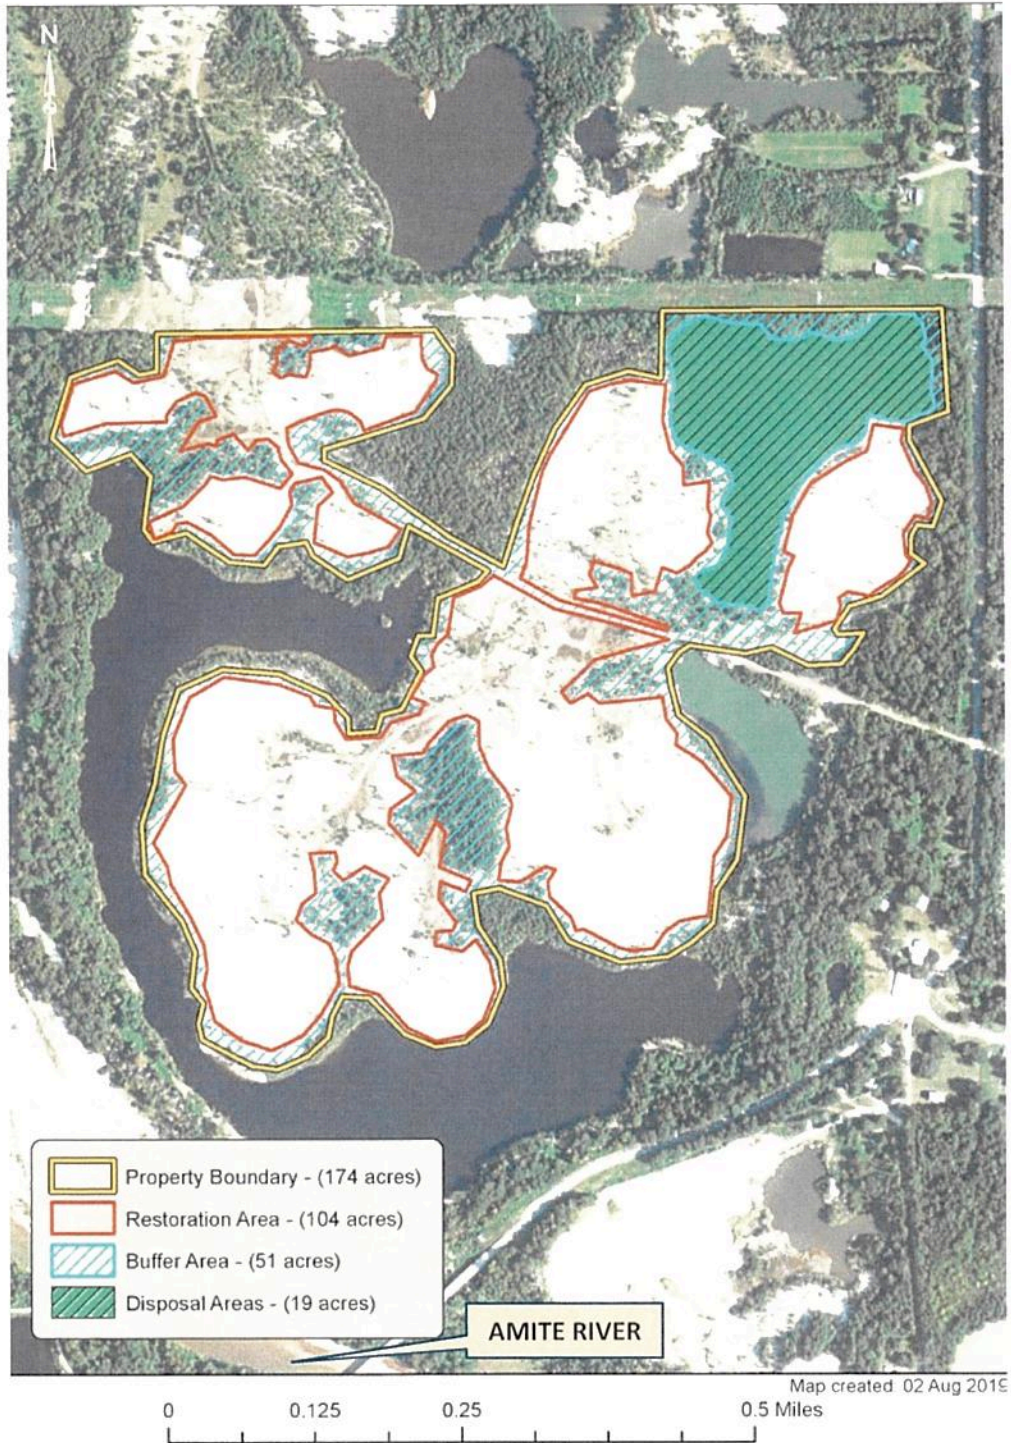 N
Property Boundary - (174 acres)
Restoration Area - (104 acres)
Buffer Area - (51 acres)
Disposal Areas - (19 acres)
AMITE RIVER
Map created 02 Aug 2019
0 0.125 0.25 0.5 Miles